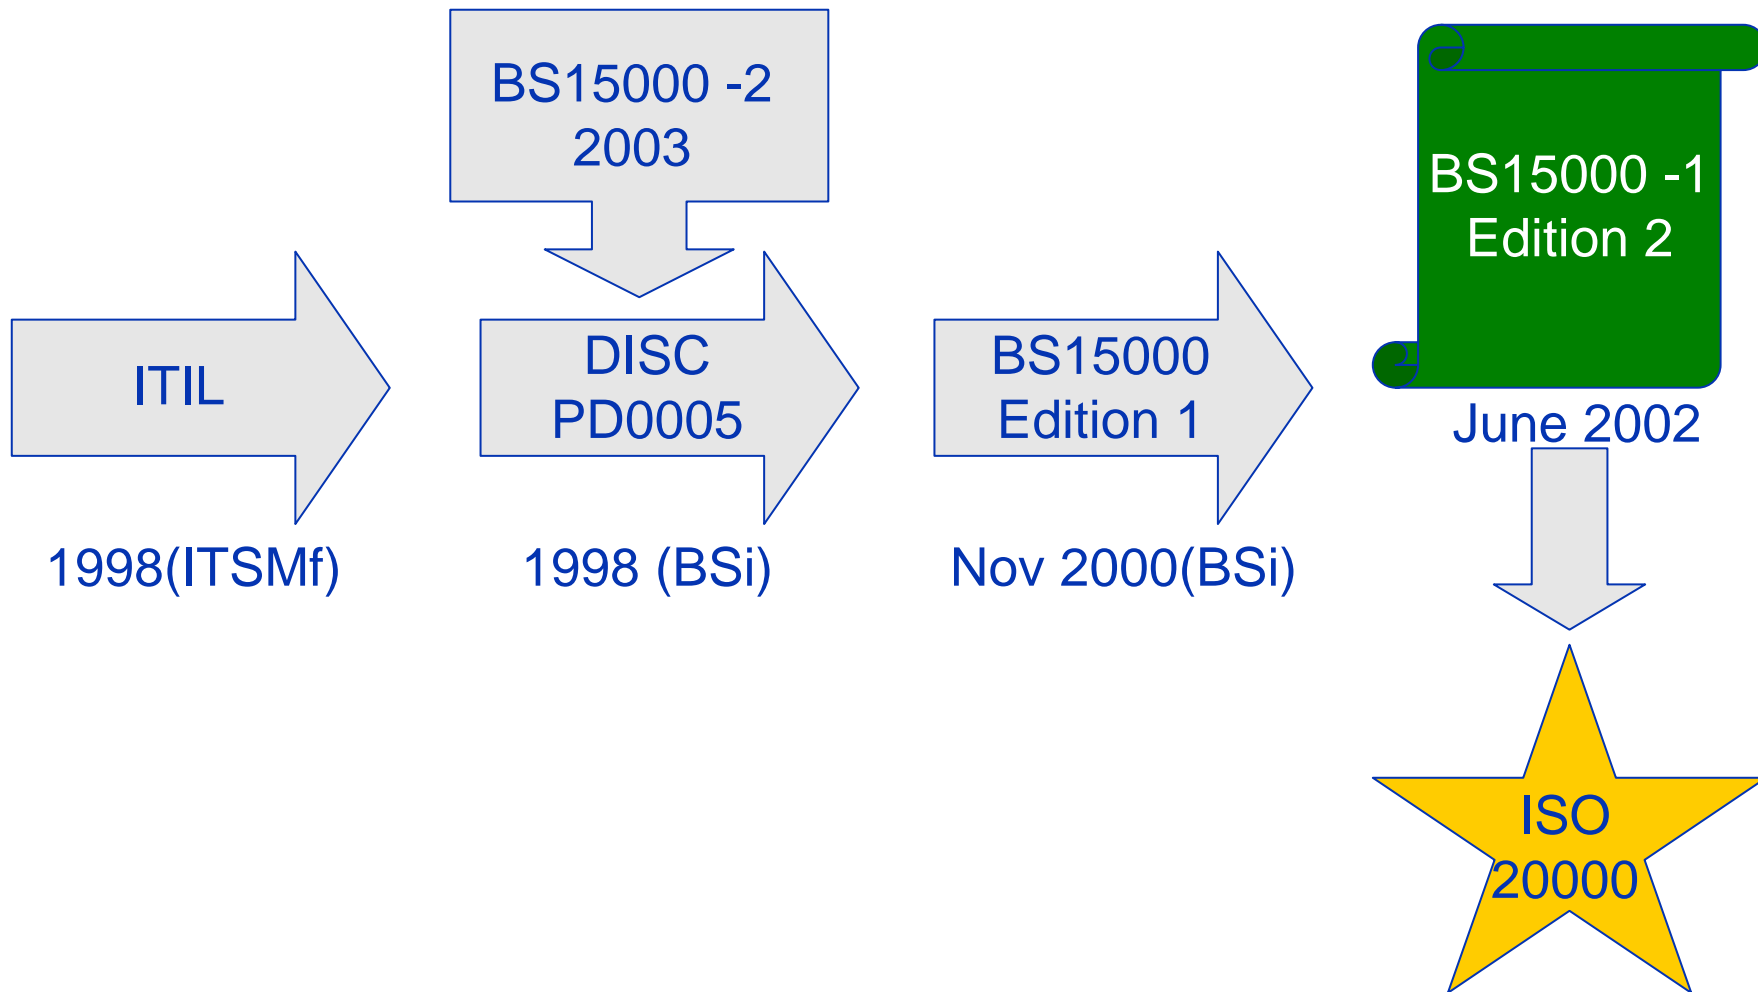 BS15000 -2
2003
BS15000 -1
Edition 2
ITIL
DISC
PD0005
BS15000
Edition 1
June 2002
1998(ITSMf)
1998 (BSi)
Nov 2000(BSi)
ISO
20000